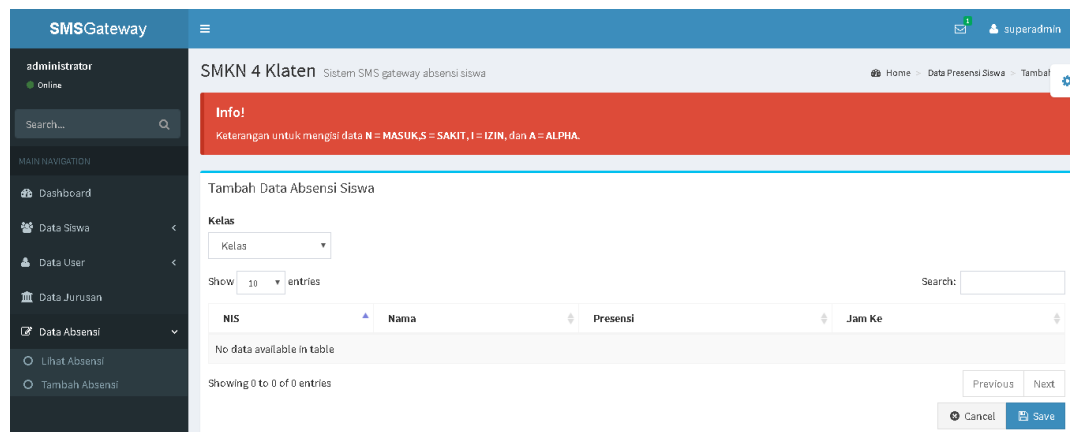 SMSGateway
1
superadmin
administrator
Online
Search...
MAIN NAVIGATION
Dashboard
Data Siswa
Data User
Data Jurusan
Data Absensi
Lihat Absensi
Tambah Absensi
SMKN 4 Klaten Sistem SMS gateway absensi siswa
Home > Data Presensi Siswa > Tambah
Info!
Keterangan untuk mengisi data N = MASUK,S = SAKIT, I = IZIN, dan A = ALPHA.
Tambah Data Absensi Siswa
Kelas
Kelas
Show 10 entries
Search:
NIS Nama Presensi Jam Ke
No data available in table
Showing 0 to 0 of 0 entries
Previous Next
Cancel Save